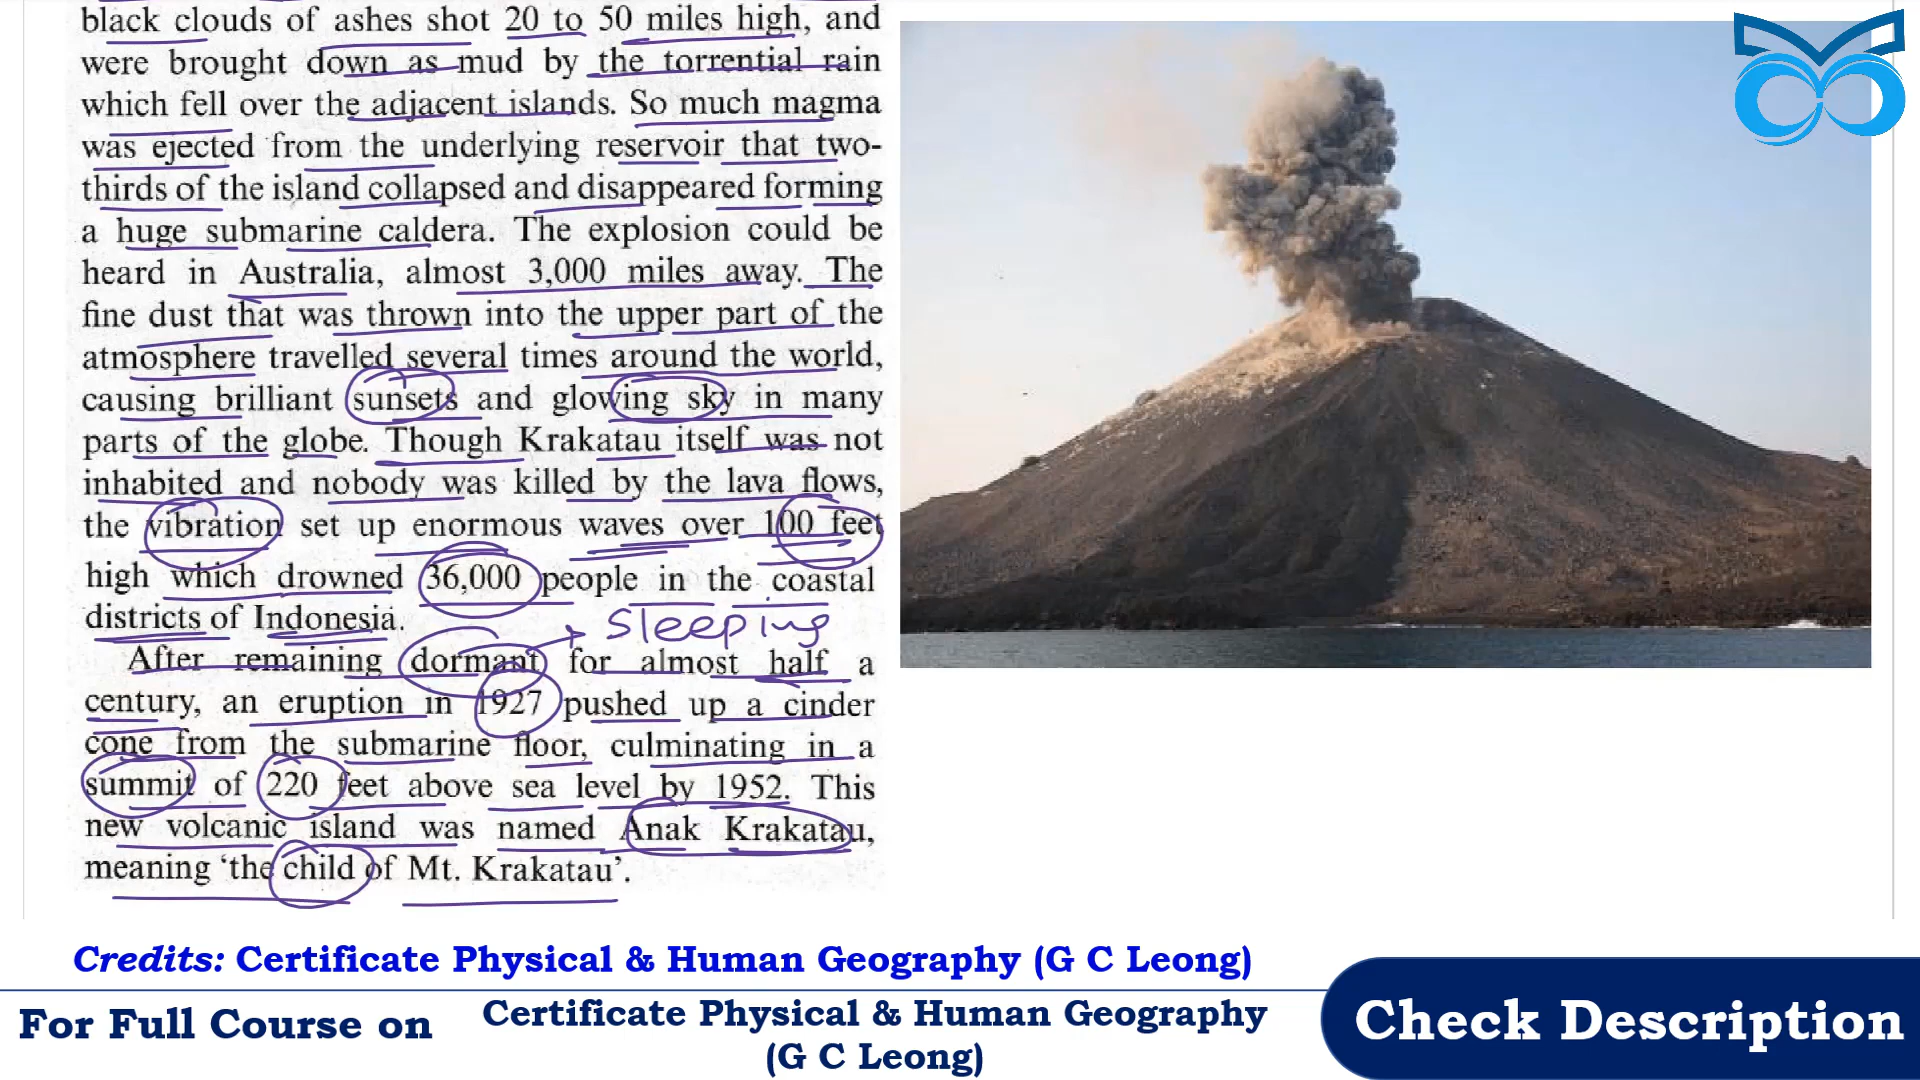 black clouds of ashes shot 20 to 50 miles high, and
were brought down as mud by the torrential rain
which fell over the adjacent islands. So much magma
was ejected from the underlying reservoir that two-
thirds of the island collapsed and disappeared forming
a huge submarine caldera. The explosion could be
heard in Australia, almost 3,000 miles away. The
fine dust that was thrown into the upper part of the
atmosphere travelled several times around the world,
causing brilliant sunsets and glowing sky in many
parts of the globe. Though Krakatau itself was not
inhabited and nobody was killed by the lava flows,
the vibration set up enormous waves over 100 feet
high which drowned 36,000 people in the coastal
districts of Indonesia.
sleeping
After remaining dormant for almost half a
century, an eruption in 1927 pushed up a cinder
cone from the submarine floor, culminating in a
summit of 220 feet above sea level by 1952. This
new volcanic island was named Anak Krakatau,
meaning ‘the child of Mt. Krakatau’.
Credits: Certificate Physical & Human Geography (G C Leong)
For Full Course on
Certificate Physical & Human Geography
(G C Leong)
Check Description